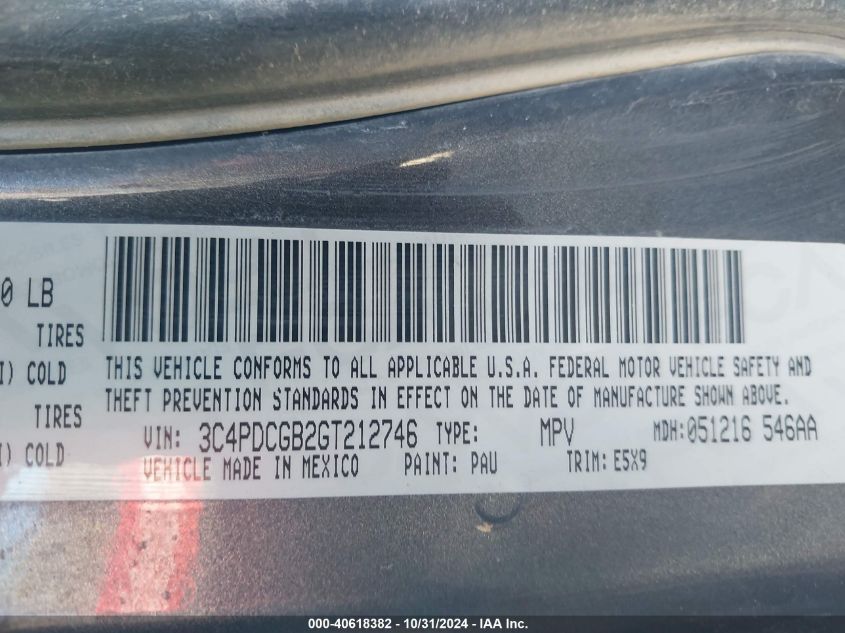 0 LB
TIRES
I) COLD
TIRES
I) COLD
THIS VEHICLE CONFORMS TO ALL APPLICABLE U.S.A. FEDERAL MOTOR VEHICLE SAFETY AND
THEFT PREVENTION STANDARDS IN EFFECT ON THE DATE OF MANUFACTURE SHOWN ABOVE.
VIN: 3C4PDCGB2GT212746 TYPE: MPV MDH:051216 546AA
VEHICLE MADE IN MEXICO PAINT: PAU TRIM: E5X9
000-40618382 - 10/31/2024 - IAA Inc.